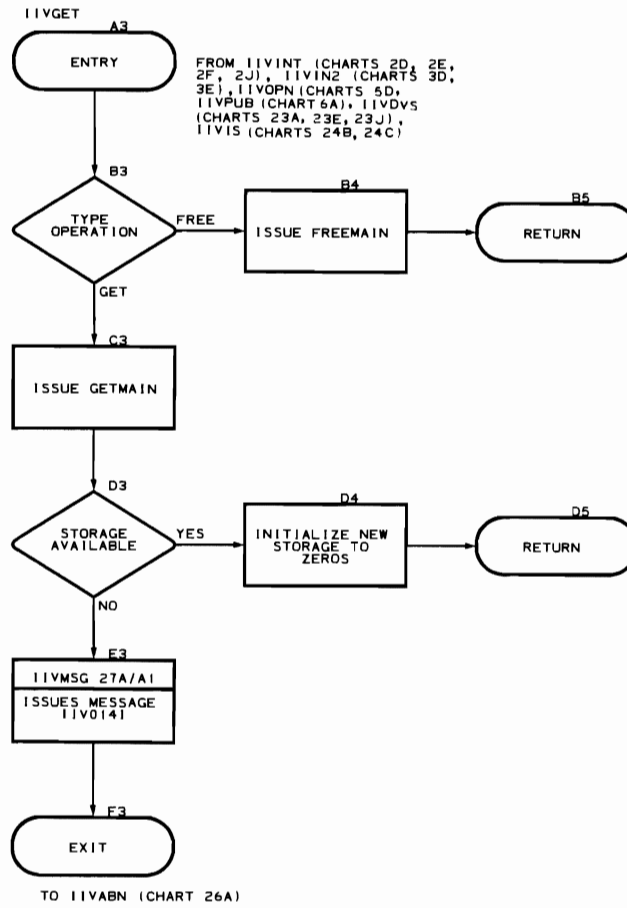 IIVGET
A3
ENTRY
FROM IIVINT (CHARTS 2D, 2E,
2F, 2J), IIVIN2 (CHARTS 3D,
3E), IIVOPN (CHARTS 5D,
IIVPUB (CHART 6A), IIVDVS
(CHARTS 23A, 23E, 23J),
IIVIS (CHARTS 24B, 24C)
B3
TYPE
OPERATION
FREE
B4
ISSUE FREEMAIN
B5
RETURN
GET
C3
ISSUE GETMAIN
D3
STORAGE
AVAILABLE
YES
D4
INITIALIZE NEW
STORAGE TO
ZEROS
D5
RETURN
NO
E3
IIVMSG 27A/A1
ISSUES MESSAGE
IIV014I
F3
EXIT
TO IIVABN (CHART 26A)